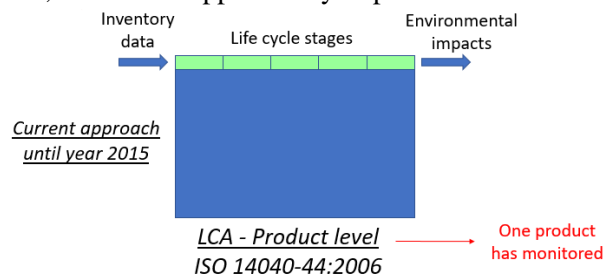 Inventory
data
Life cycle stages
Environmental
impacts
Current approach
until year 2015
LCA - Product level
ISO 14040-44:2006
One product
has monitored